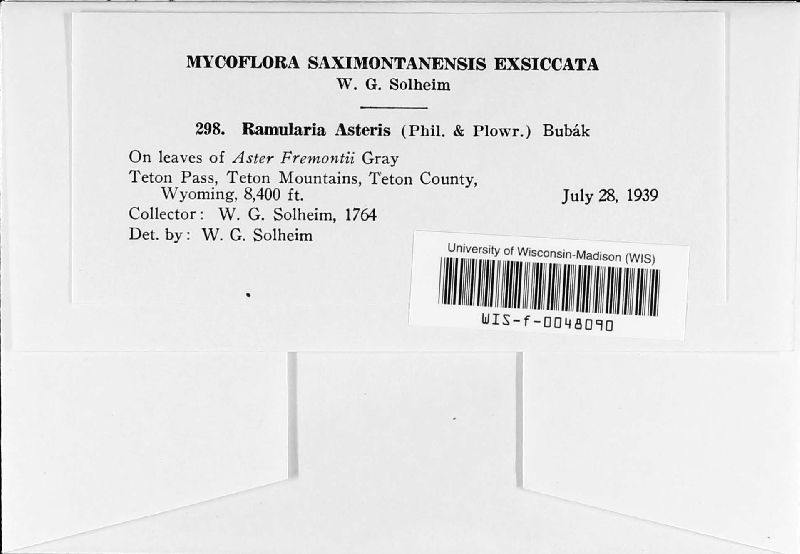 MYCOFLORA SAXIMONTANENSIS EXSICCATA
W. G. Solheim
298. Ramularia Asteris (Phil. & Plowr.) Bubák
On leaves of Aster Fremontii Gray
Teton Pass, Teton Mountains, Teton County,
Wyoming, 8,400 ft. July 28, 1939
Collector: W. G. Solheim, 1764
Det. by: W. G. Solheim
University of Wisconsin-Madison (WIS)
WIS-f-0048090